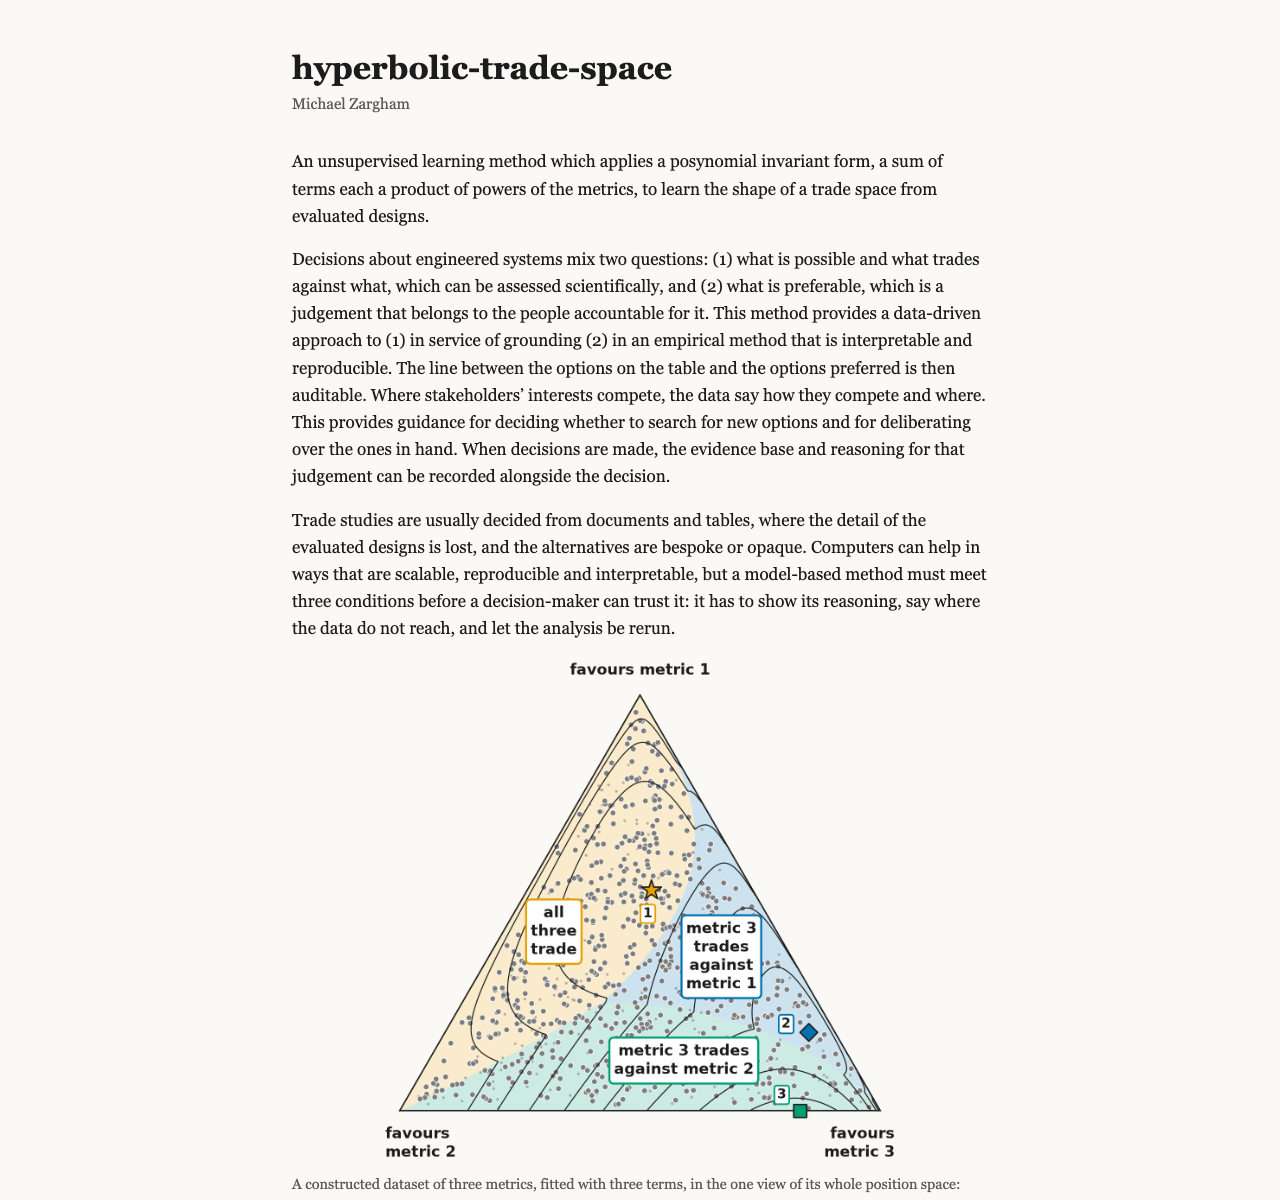 hyperbolic-trade-space
Michael Zargham
An unsupervised learning method which applies a posynomial invariant form, a sum of
terms each a product of powers of the metrics, to learn the shape of a trade space from
evaluated designs.
Decisions about engineered systems mix two questions: (1) what is possible and what trades
against what, which can be assessed scientifically, and (2) what is preferable, which is a
judgement that belongs to the people accountable for it. This method provides a data-driven
approach to (1) in service of grounding (2) in an empirical method that is interpretable and
reproducible. The line between the options on the table and the options preferred is then
auditable. Where stakeholders’ interests compete, the data say how they compete and where.
This provides guidance for deciding whether to search for new options and for deliberating
over the ones in hand. When decisions are made, the evidence base and reasoning for that
judgement can be recorded alongside the decision.
Trade studies are usually decided from documents and tables, where the detail of the
evaluated designs is lost, and the alternatives are bespoke or opaque. Computers can help in
ways that are scalable, reproducible and interpretable, but a model-based method must meet
three conditions before a decision-maker can trust it: it has to show its reasoning, say where
the data do not reach, and let the analysis be rerun.
favours metric 1
all
three
trade
1
metric 3
trades
against
metric 1
2
metric 3 trades
against metric 2
3
favours
metric 2
favours
metric 3
A constructed dataset of three metrics, fitted with three terms, in the one view of its whole position space: